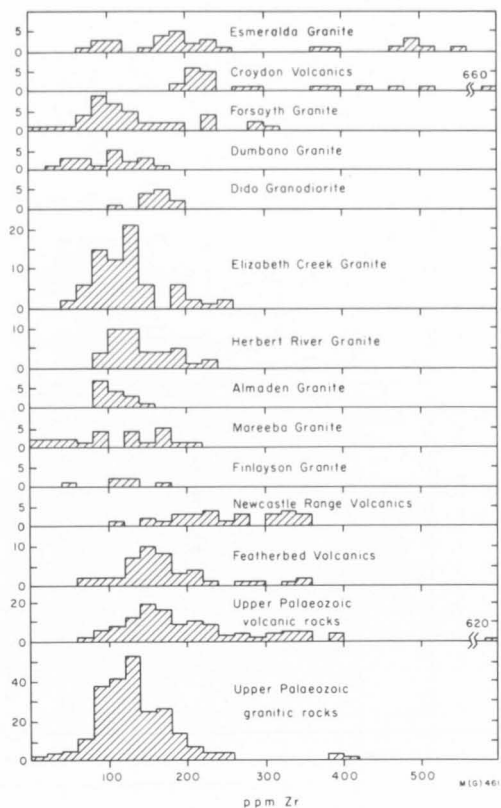 5
0
Esmeralda Granite
5
0
Croydon Volcanics
660
5
0
Forsayth Granite
5
0
Dumbano Granite
5
0
Dido Granodiorite
20
10
0
Elizabeth Creek Granite
10
0
Herbert River Granite
5
0
Almaden Granite
5
0
Mareeba Granite
5
0
Finlayson Granite
5
0
Newcastle Range Volcanics
10
0
Featherbed Volcanics
20
0
Upper Palaeozoic
volcanic rocks
620
40
20
0
Upper Palaeozoic
granitic rocks
100
200
300
400
500
M(G)461
ppm Zr